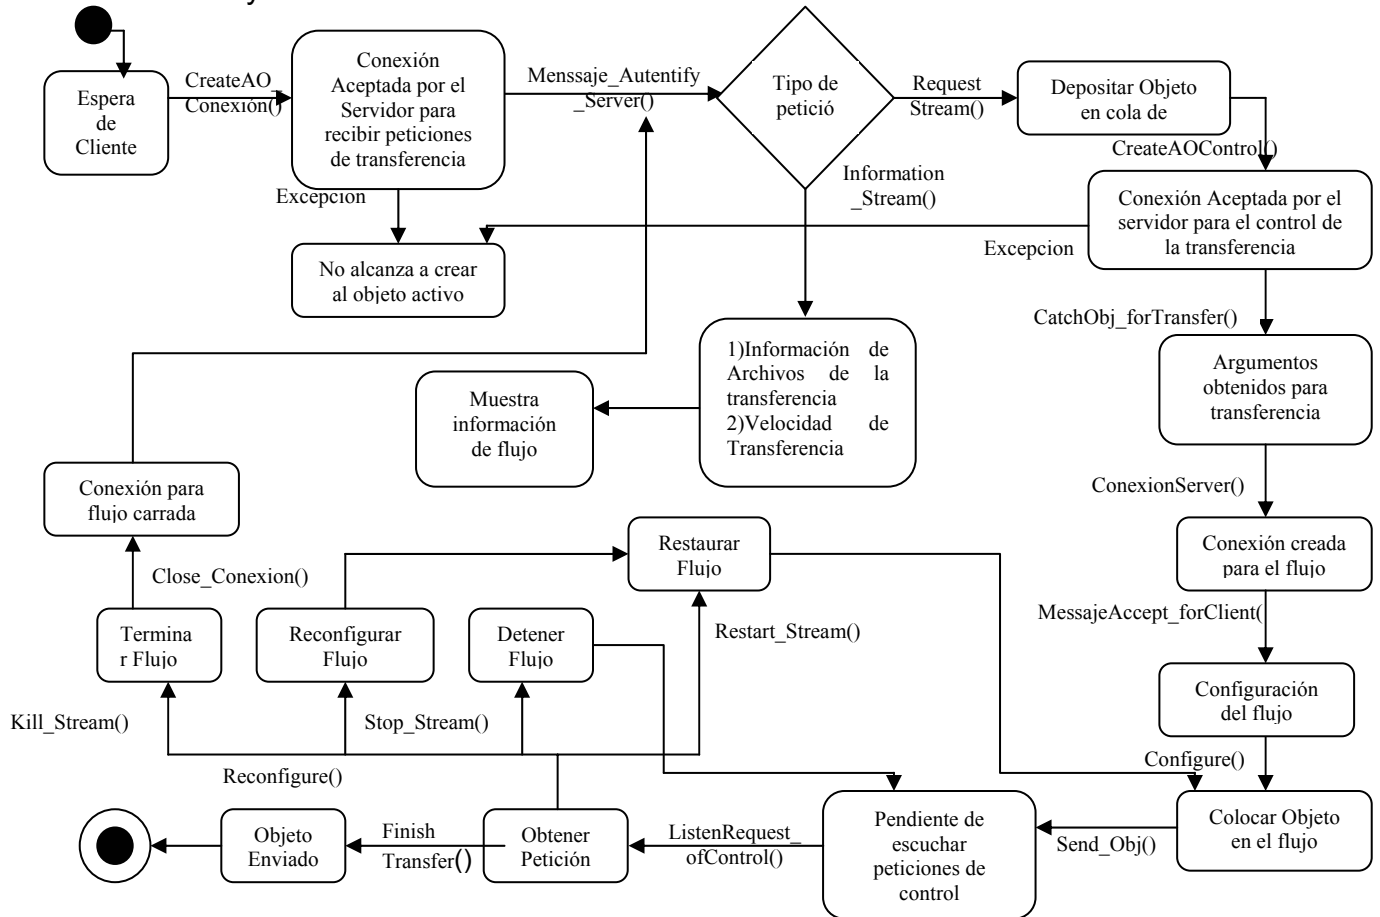 Espera
de
Cliente
CreateAO_
Conexión()
Conexión
Aceptada por el
Servidor para
recibir peticiones
de transferencia
Menssaje_Autentify
_Server()
Tipo de
petició
Request
Stream()
Depositar Objeto
en cola de
CreateAOControl()
Information
_Stream()
Conexión Aceptada por el
servidor para el control de
la transferencia
Excepcion
Excepcion
No alcanza a crear
al objeto activo
CatchObj_forTransfer()
1)Información de
Archivos de la
transferencia
2)Velocidad de
Transferencia
Muestra
información
de flujo
Argumentos
obtenidos para
transferencia
Conexión para
flujo carrada
ConexionServer()
Restaurar
Flujo
Conexión creada
para el flujo
Close_Conexion()
MessajeAccept_forClient(
Termina
r Flujo
Reconfigurar
Flujo
Detener
Flujo
Restart_Stream()
Configuración
del flujo
Kill_Stream()
Stop_Stream()
Reconfigure()
Configure()
Objeto
Enviado
Finish
Transfer()
Obtener
Petición
ListenRequest_
ofControl()
Pendiente de
escuchar
peticiones de
control
Send_Obj()
Colocar Objeto
en el flujo